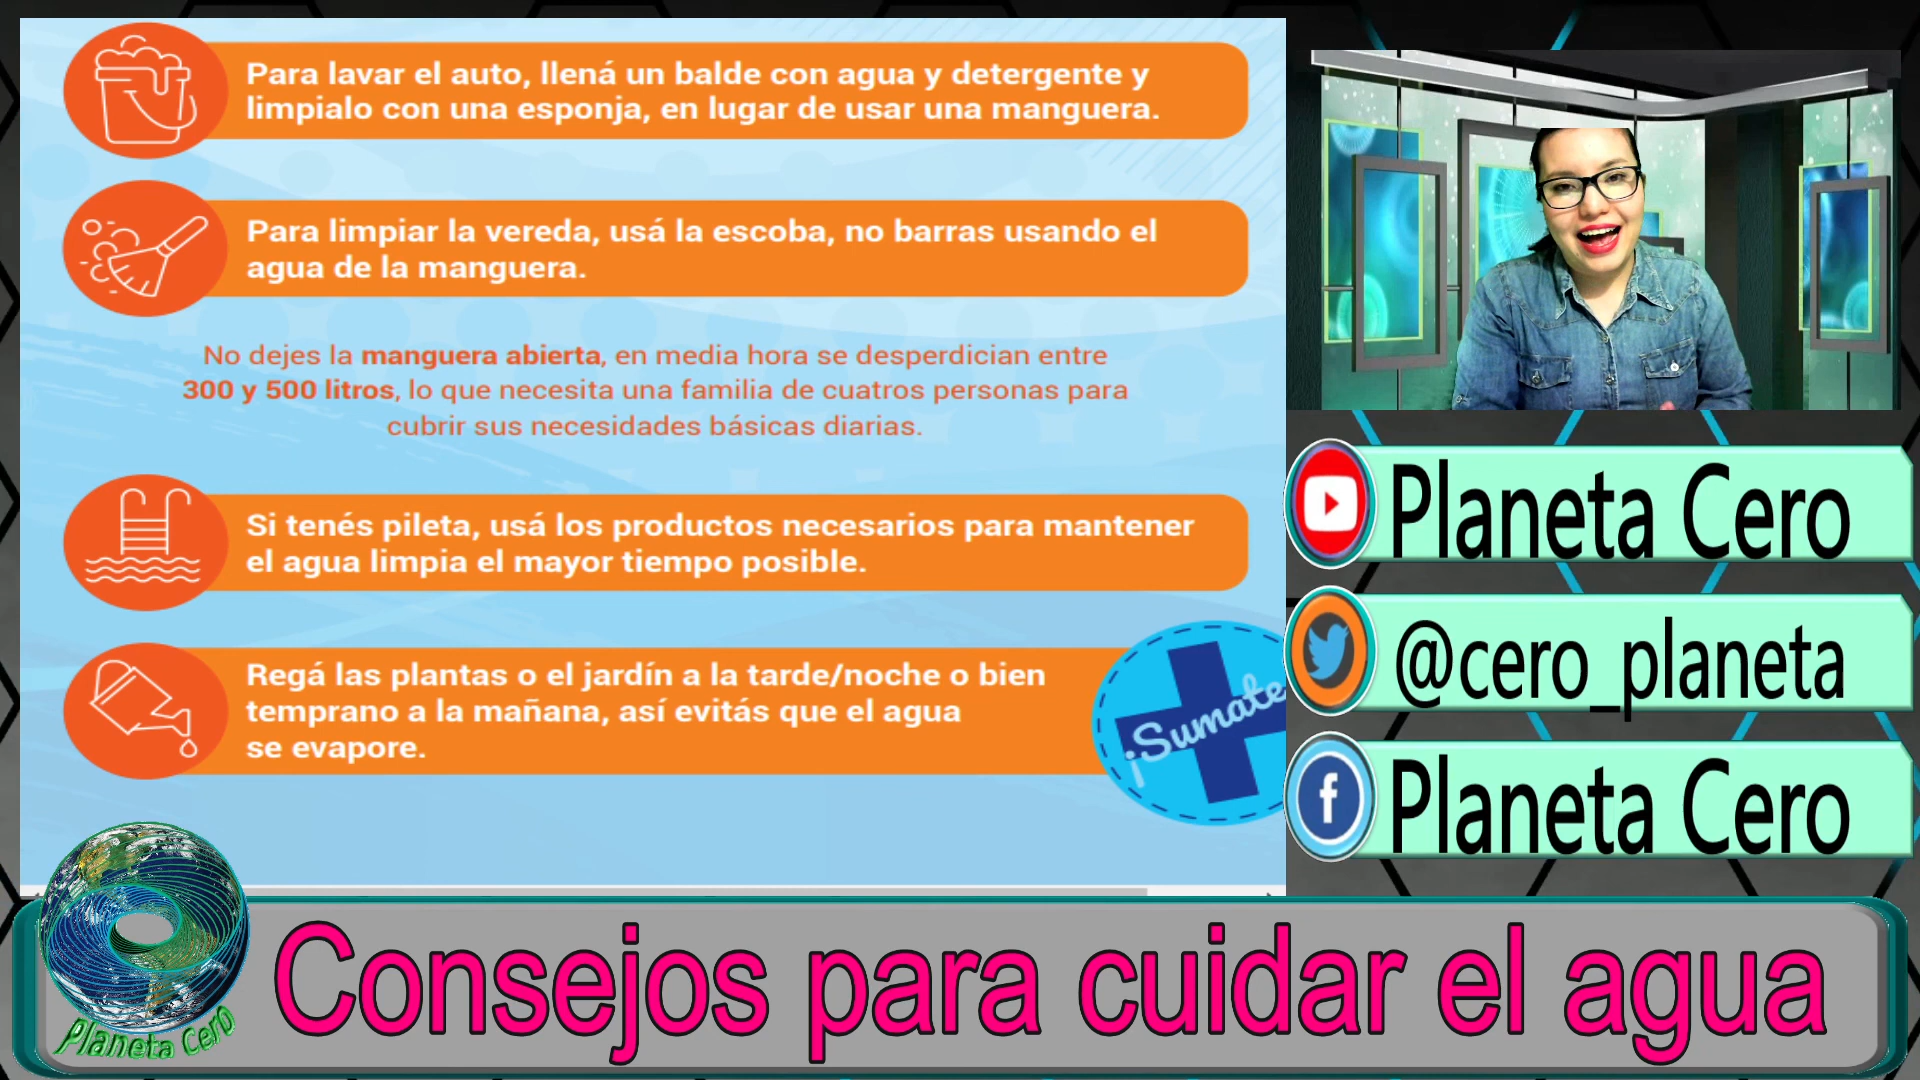 Para lavar el auto, llená un balde con agua y detergente y
limpialo con una esponja, en lugar de usar una manguera.
Para limpiar la vereda, usá la escoba, no barras usando el
agua de la manguera.
No dejes la manguera abierta, en media hora se desperdician entre
300 y 500 litros, lo que necesita una familia de cuatros personas para
cubrir sus necesidades básicas diarias.
Si tenés pileta, usá los productos necesarios para mantener
el agua limpia el mayor tiempo posible.
Regá las plantas o el jardín a la tarde/noche o bien
temprano a la mañana, así evitás que el agua
se evapore.
¡Sumate
Planeta Cero
@cero_planeta
Planeta Cero
Planeta Cero
Consejos para cuidar el agua